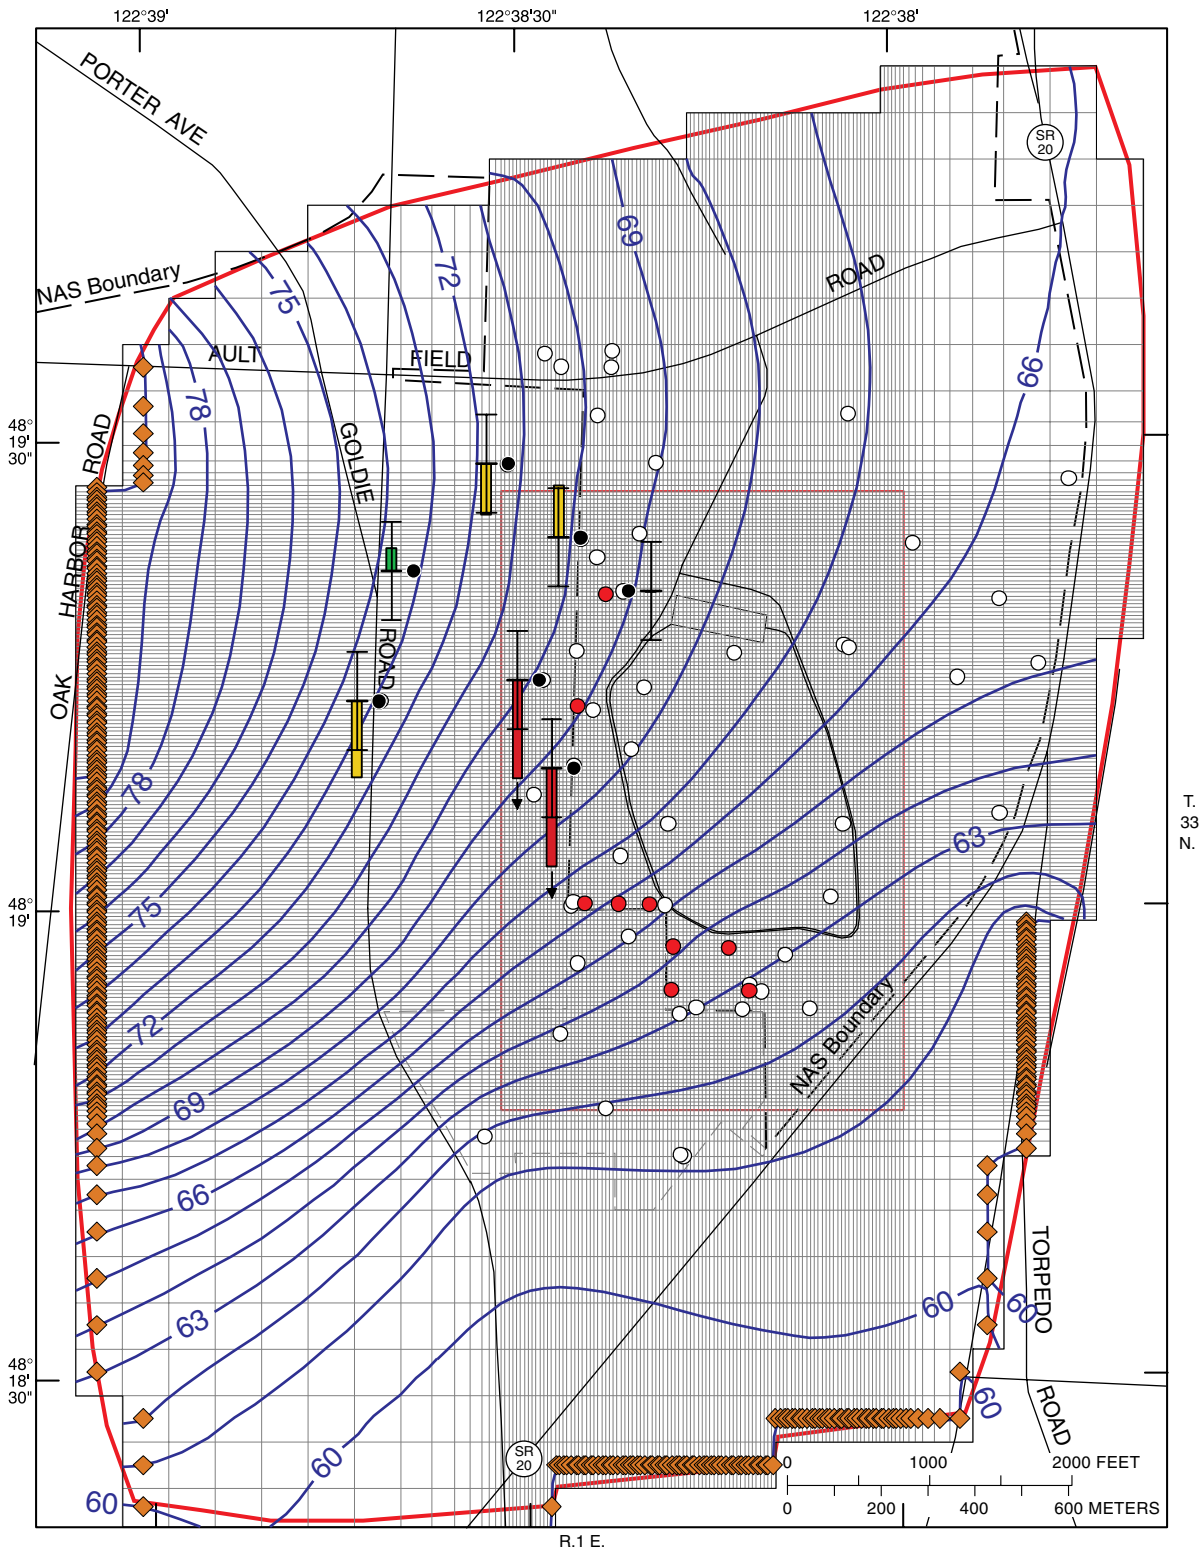 122°39'
122°38'30"
122°38'
PORTER AVE
SR
20
69
72
ROAD
NAS Boundary
75
AULT
FIELD
66
78
48°
19'
30"
ROAD
GOLDIE
HARBOR
ROAD
OAK
78
T.
33
N.
63
75
48°
19'
NAS Boundary
72
69
66
TORPEDO
60
60
63
48°
30"
60
ROAD
SR
20
60
0
1000
2000 FEET
60
0
200
400
600 METERS
R.1 E.